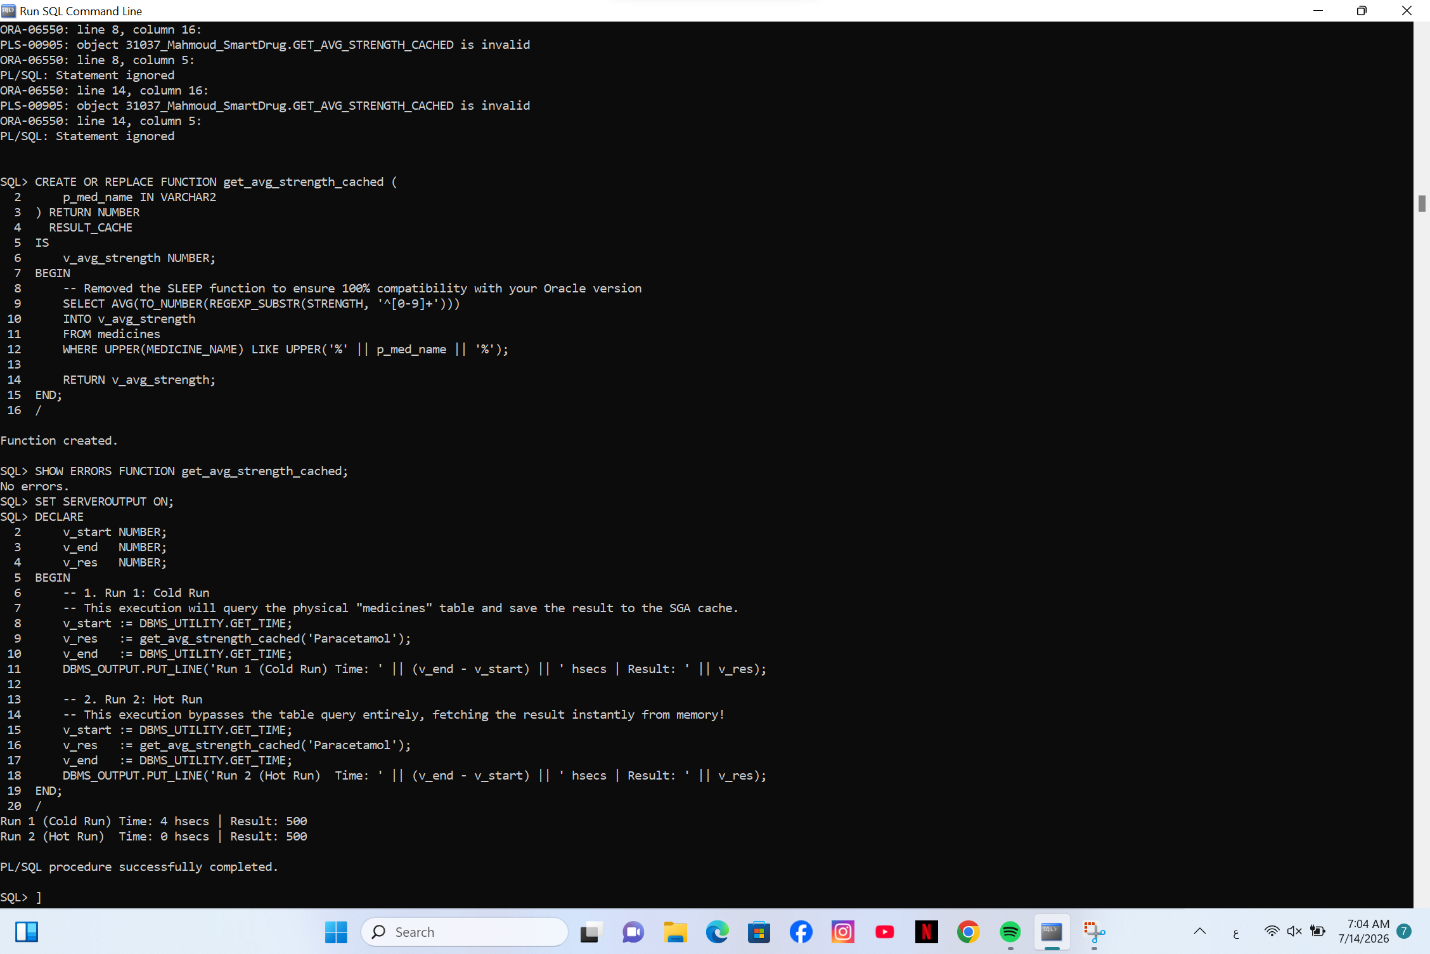 Run SQL Command Line
ORA-06550: line 8, column 16:
PLS-00905: object 31037_Mahmoud_SmartDrug.GET_AVG_STRENGTH_CACHED is invalid
ORA-06550: line 8, column 5:
PL/SQL: Statement ignored
ORA-06550: line 14, column 16:
PLS-00905: object 31037_Mahmoud_SmartDrug.GET_AVG_STRENGTH_CACHED is invalid
ORA-06550: line 14, column 5:
PL/SQL: Statement ignored
SQL> CREATE OR REPLACE FUNCTION get_avg_strength_cached (
2 p_med_name IN VARCHAR2
3 ) RETURN NUMBER
4 RESULT_CACHE
5 IS
6 v_avg_strength NUMBER;
7 BEGIN
8 -- Removed the SLEEP function to ensure 100% compatibility with your Oracle version
9 SELECT AVG(TO_NUMBER(REGEXP_SUBSTR(STRENGTH, '^[0-9]+')))
10 INTO v_avg_strength
11 FROM medicines
12 WHERE UPPER(MEDICINE_NAME) LIKE UPPER('%' || p_med_name || '%');
13
14 RETURN v_avg_strength;
15 END;
16 /
Function created.
SQL> SHOW ERRORS FUNCTION get_avg_strength_cached;
No errors.
SQL> SET SERVEROUTPUT ON;
SQL> DECLARE
2 v_start NUMBER;
3 v_end NUMBER;
4 v_res NUMBER;
5 BEGIN
6 -- 1. Run 1: Cold Run
7 -- This execution will query the physical "medicines" table and save the result to the SGA cache.
8 v_start := DBMS_UTILITY.GET_TIME;
9 v_res := get_avg_strength_cached('Paracetamol');
10 v_end := DBMS_UTILITY.GET_TIME;
11 DBMS_OUTPUT.PUT_LINE('Run 1 (Cold Run) Time: ' || (v_end - v_start) || ' hsecs | Result: ' || v_res);
12
13 -- 2. Run 2: Hot Run
14 -- This execution bypasses the table query entirely, fetching the result instantly from memory!
15 v_start := DBMS_UTILITY.GET_TIME;
16 v_res := get_avg_strength_cached('Paracetamol');
17 v_end := DBMS_UTILITY.GET_TIME;
18 DBMS_OUTPUT.PUT_LINE('Run 2 (Hot Run)  Time: ' || (v_end - v_start) || ' hsecs | Result: ' || v_res);
19 END;
20 /
Run 1 (Cold Run) Time: 4 hsecs | Result: 500
Run 2 (Hot Run)  Time: 0 hsecs | Result: 500
PL/SQL procedure successfully completed.
SQL> ]
Search
ع
7:04 AM
7/14/2026
7